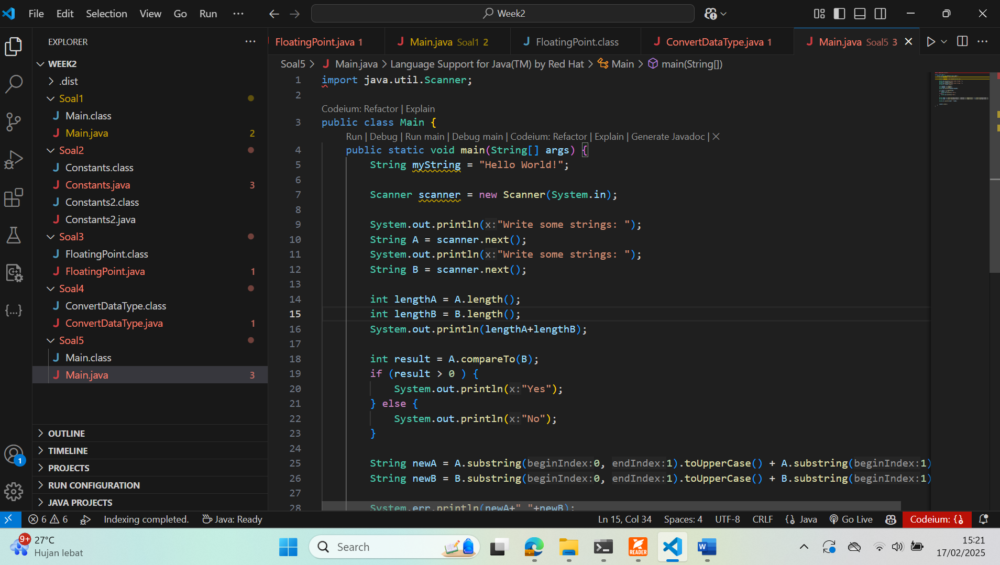 File Edit Selection View Go Run ··· Week2
EXPLORER ···
WEEK2
.dist
Soal1
Main.class
Main.java 2
Soal2
Constants.class
Constants.java 3
Constants2.class
Constants2.java
Soal3
FloatingPoint.class
FloatingPoint.java 1
Soal4
ConvertDataType.class
ConvertDataType.java 1
Soal5
Main.class
Main.java 3
OUTLINE
TIMELINE
PROJECTS
RUN CONFIGURATION
JAVA PROJECTS
1
FloatingPoint.java 1 Main.java Soal1 2 FloatingPoint.class ConvertDataType.java 1 Main.java Soal5 3
Soal5 > Main.java > Language Support for Java(TM) by Red Hat > Main > main(String[])
1 import java.util.Scanner;
2
Codeium: Refactor | Explain
3 public class Main {
Run | Debug | Run main | Debug main | Codeium: Refactor | Explain | Generate Javadoc | ×
4 public static void main(String[] args) {
5 String myString = "Hello World!";
6
7 Scanner scanner = new Scanner(System.in);
8
9 System.out.println(x:"Write some strings: ");
10 String A = scanner.next();
11 System.out.println(x:"Write some strings: ");
12 String B = scanner.next();
13
14 int lengthA = A.length();
15 int lengthB = B.length();
16 System.out.println(lengthA+lengthB);
17
18 int result = A.compareTo(B);
19 if (result > 0 ) {
20 System.out.println(x:"Yes");
21 } else {
22 System.out.println(x:"No");
23 }
24
25 String newA = A.substring(beginIndex:0, endIndex:1).toUpperCase() + A.substring(beginIndex:1)
26 String newB = B.substring(beginIndex:0, endIndex:1).toUpperCase() + B.substring(beginIndex:1)
27
28 System.err.println(newA+" "+newB);
6 6 Indexing completed. Java: Ready Ln 15, Col 34 Spaces: 4 UTF-8 CRLF Java Go Live Codeium: {}
9+ 27°C
Hujan lebat
Search
READER
W
15:21
17/02/2025